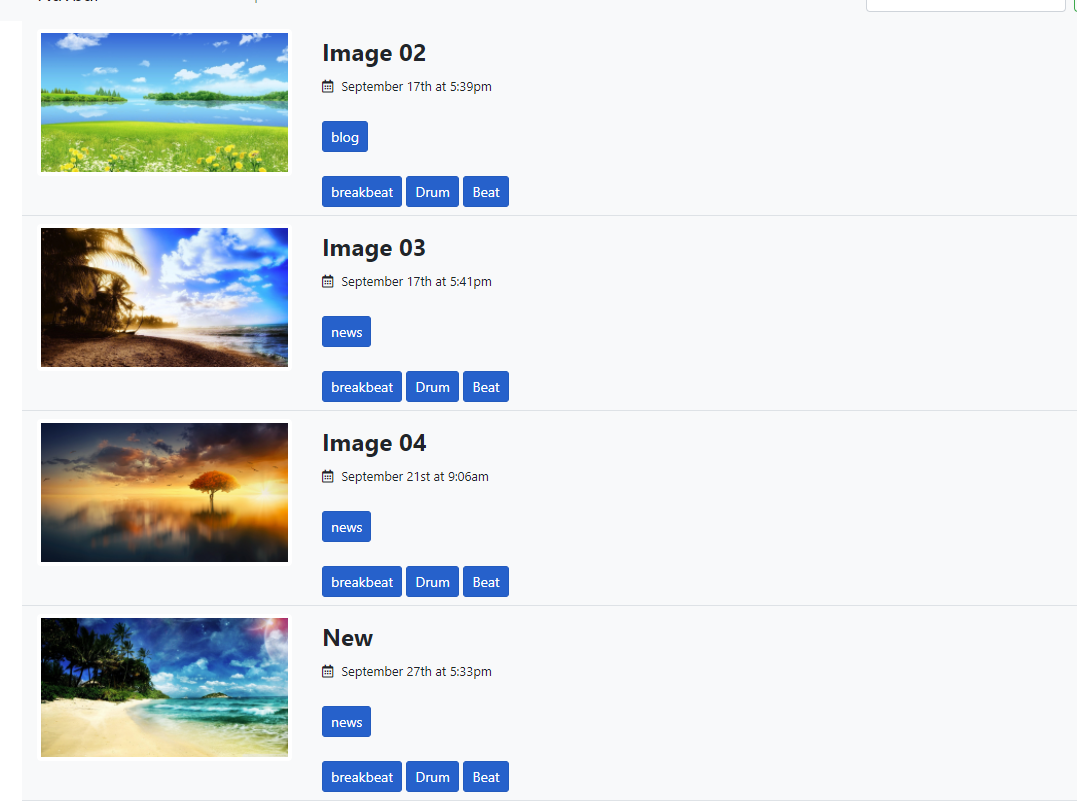 Image 02
September 17th at 5:39pm
blog
breakbeat Drum Beat
Image 03
September 17th at 5:41pm
news
breakbeat Drum Beat
Image 04
September 21st at 9:06am
news
breakbeat Drum Beat
New
September 27th at 5:33pm
news
breakbeat Drum Beat